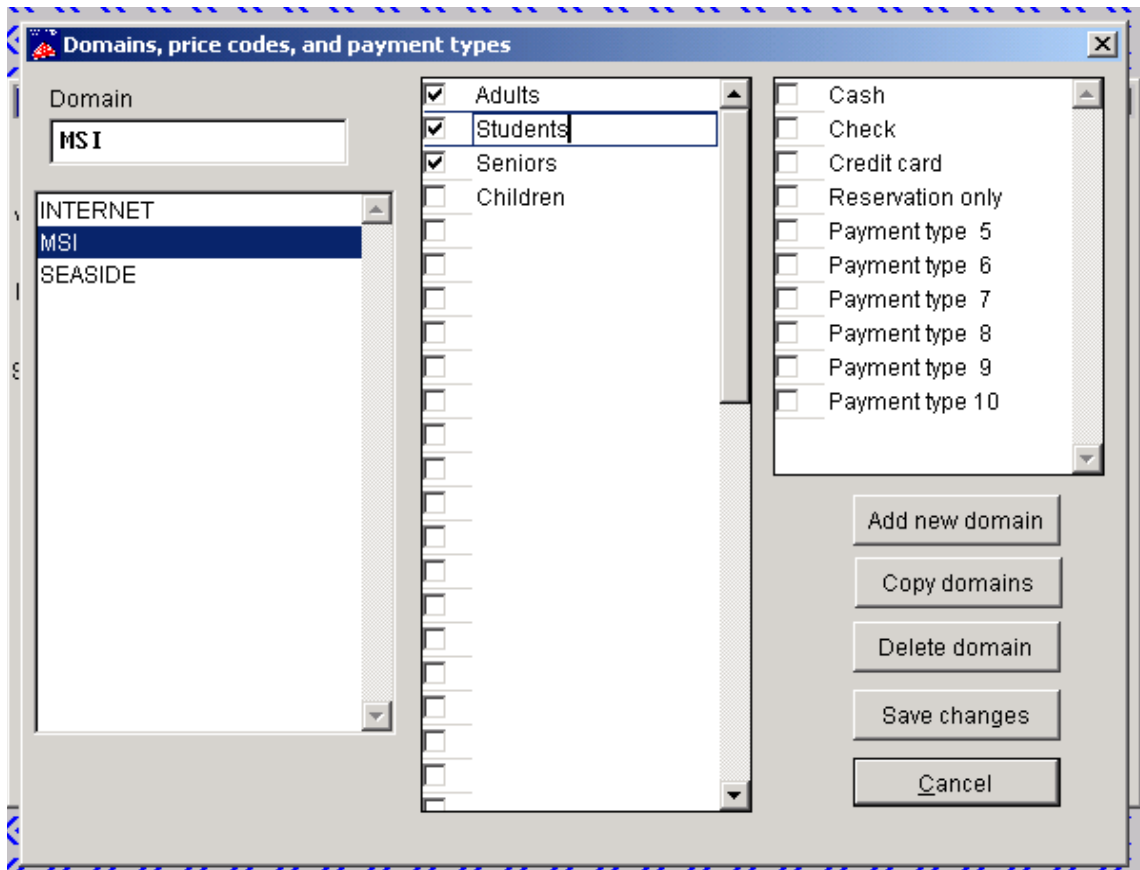 Domains, price codes, and payment types
Domain
MSI
INTERNET
MSI
SEASIDE
Adults
Students
Seniors
Children
Cash
Check
Credit card
Reservation only
Payment type 5
Payment type 6
Payment type 7
Payment type 8
Payment type 9
Payment type 10
Add new domain
Copy domains
Delete domain
Save changes
Cancel